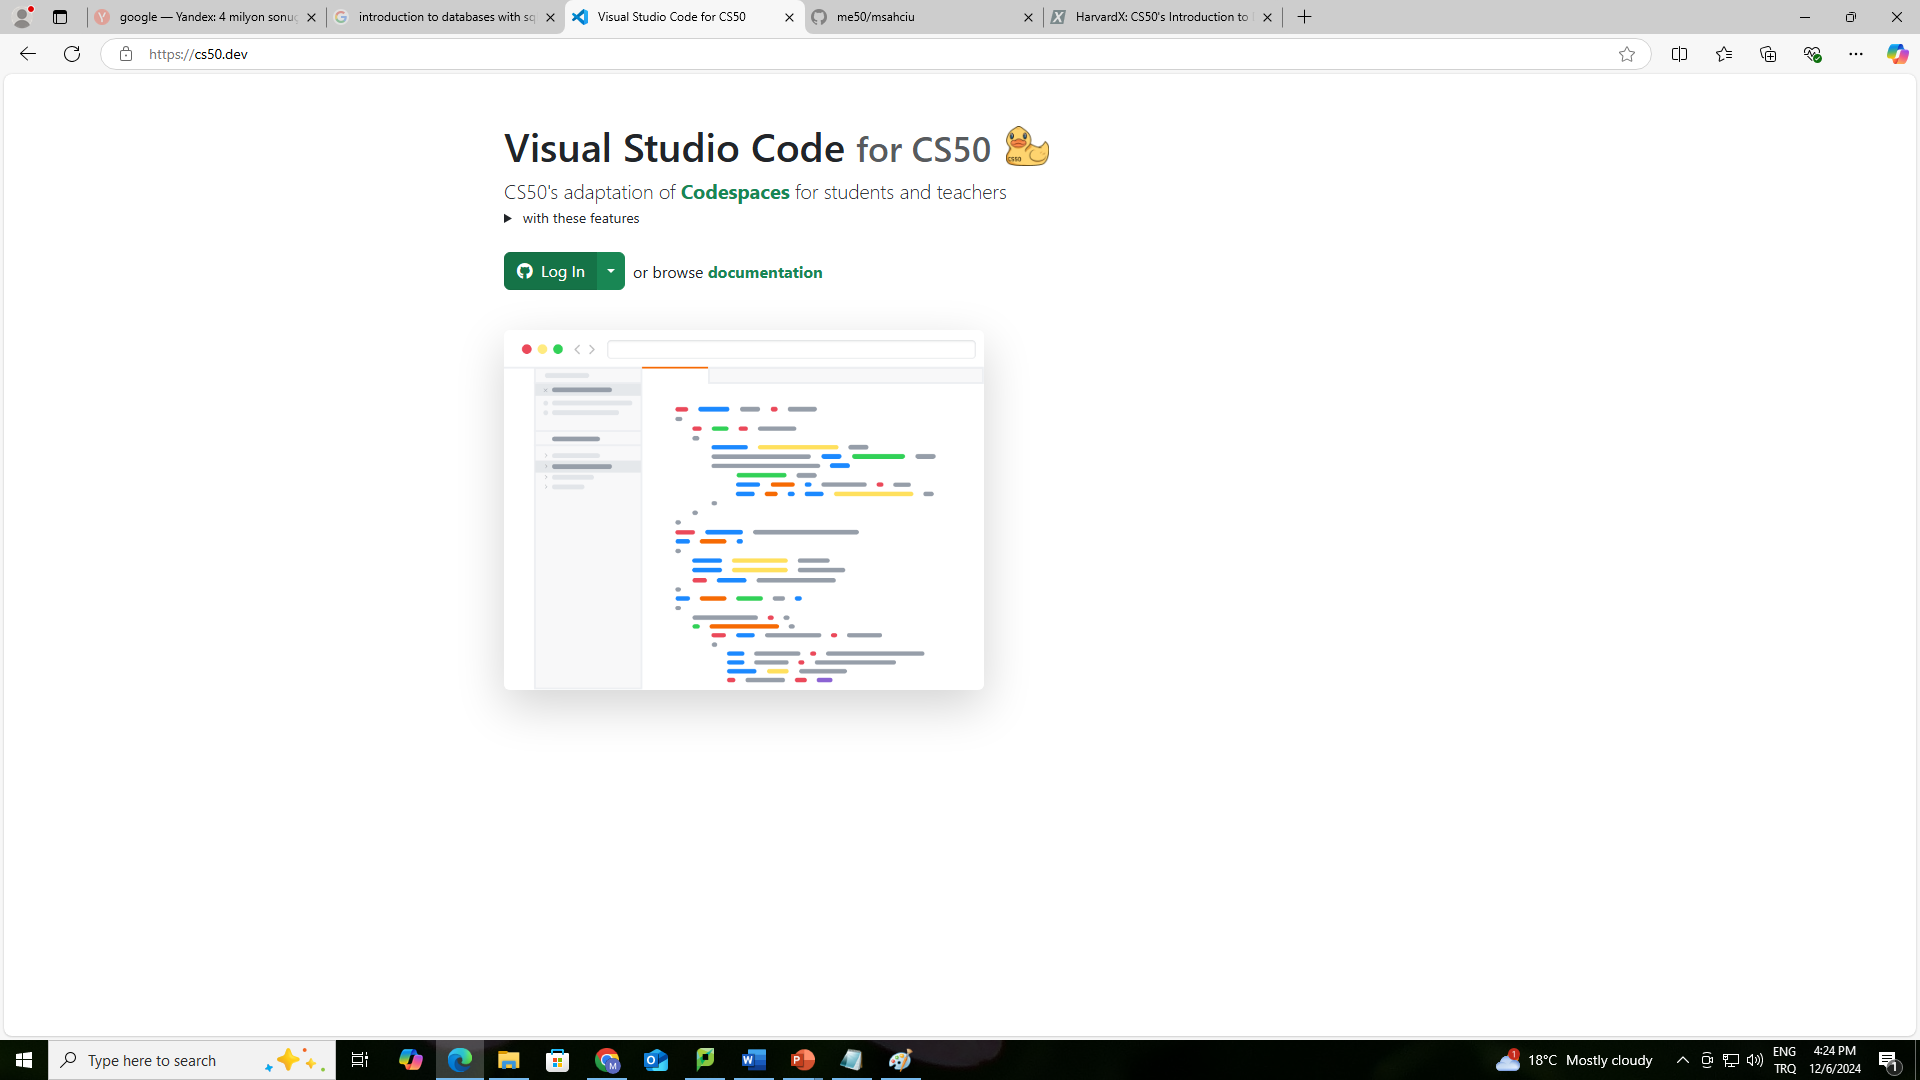 google — Yandex: 4 milyon sonuç
introduction to databases with sq
Visual Studio Code for CS50
me50/msahciu
HarvardX: CS50's Introduction to
https://cs50.dev
Visual Studio Code for CS50
CS50
CS50's adaptation of Codespaces for students and teachers
with these features
Log In
or browse documentation
Type here to search
1
18°C Mostly cloudy
ENG
TRQ
4:24 PM
12/6/2024
1